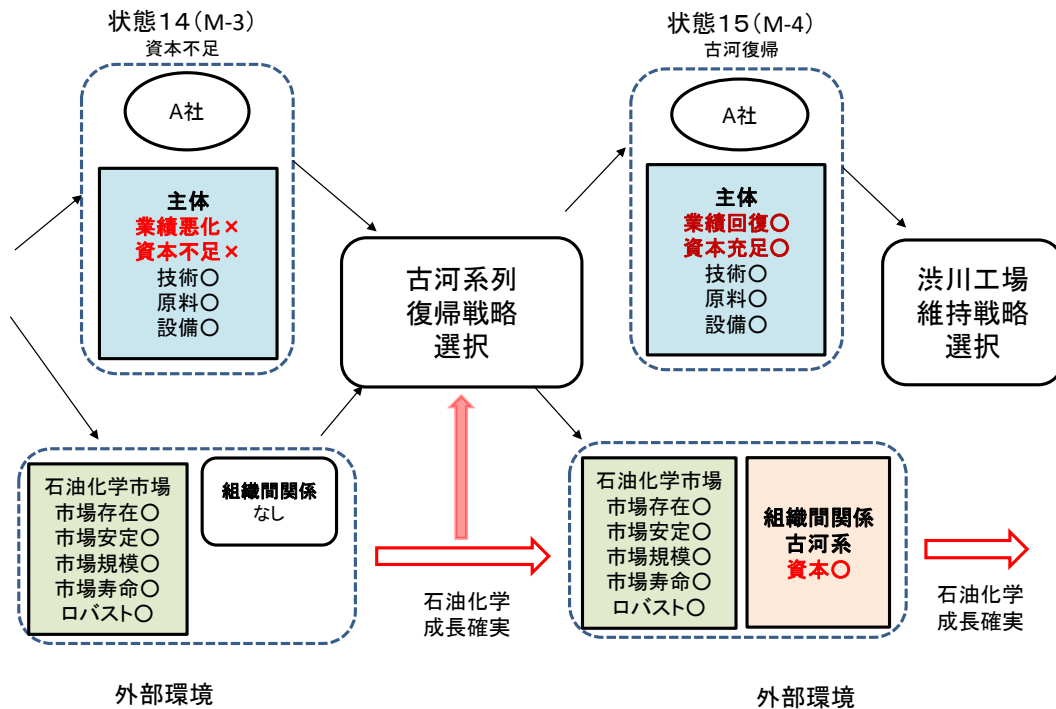 状態14(M-3)
資本不足
A社
主体
業績悪化×
資本不足×
技術〇
原料〇
設備〇
石油化学市場
市場存在〇
市場安定〇
市場規模〇
市場寿命〇
ロバスト〇
組織間関係
なし
外部環境
古河系列
復帰戦略
選択
石油化学
成長確実
状態15(M-4)
古河復帰
A社
主体
業績回復〇
資本充足〇
技術〇
原料〇
設備〇
石油化学市場
市場存在〇
市場安定〇
市場規模〇
市場寿命〇
ロバスト〇
組織間関係
古河系
資本〇
外部環境
渋川工場
維持戦略
選択
石油化学
成長確実